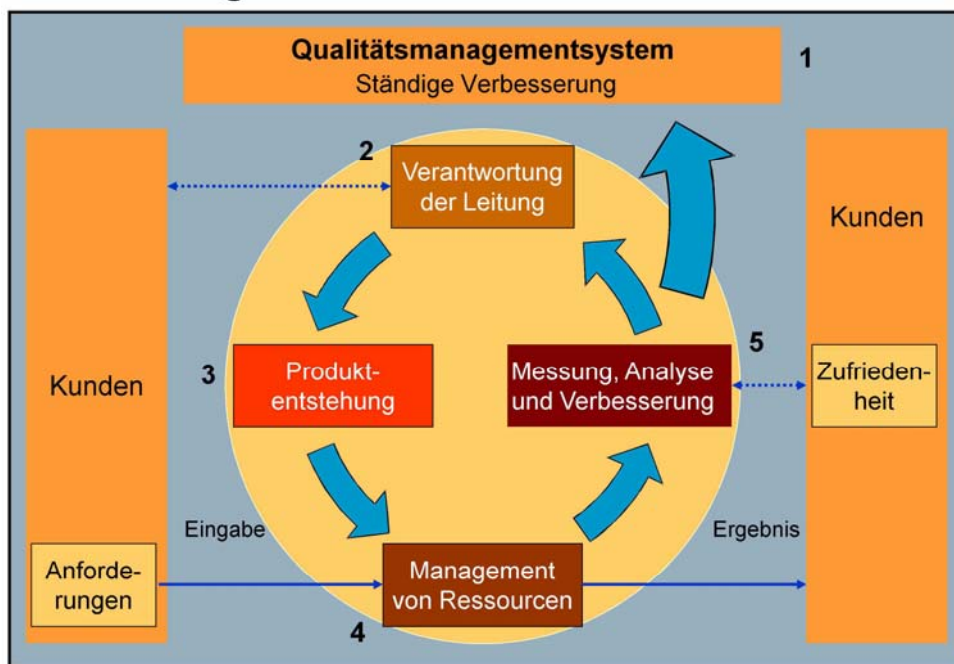 Qualitätsmanagementsystem
Ständige Verbesserung
1
2
Verantwortung
der Leitung
Kunden
Kunden
3
Produkt-
entstehung
5
Messung, Analyse
und Verbesserung
Zufrieden-
heit
Eingabe
Ergebnis
Anforde-
rungen
Management
von Ressourcen
4